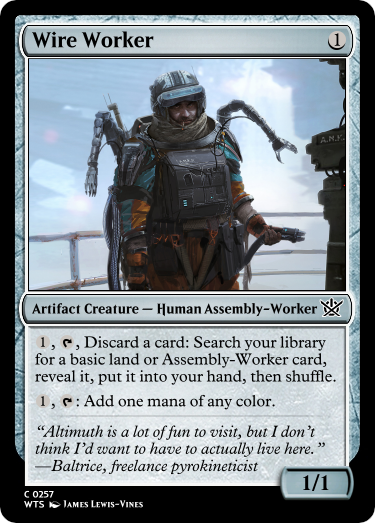 Wire Worker 1
A.N.F.
Artifact Creature — Human Assembly-Worker
1, : Discard a card: Search your library
for a basic land or Assembly-Worker card,
reveal it, put it into your hand, then shuffle.
1, : Add one mana of any color.
“Altimuth is a lot of fun to visit, but I don’t
think I’d want to have to actually live here.”
—Baltrice, freelance pyrokineticist
1/1
C 0257
WTS James Lewis-Vines